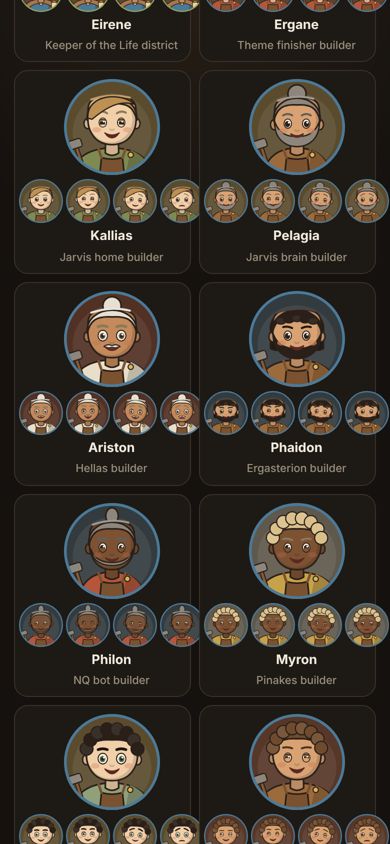 Eirene
Keeper of the Life district
Ergane
Theme finisher builder
Kallias
Jarvis home builder
Pelagia
Jarvis brain builder
Ariston
Hellas builder
Phaidon
Ergasterion builder
Philon
NQ bot builder
Myron
Pinakes builder